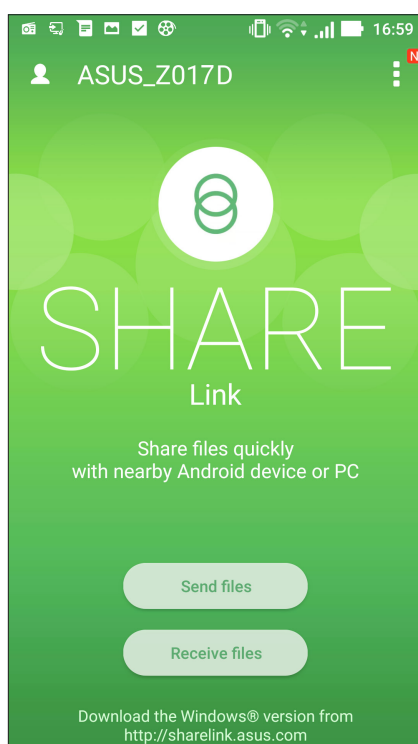 16:59
ASUS_Z017D
N
SHARE
Link
Share files quickly
with nearby Android device or PC
Send files
Receive files
Download the Windows® version from
http://sharelink.asus.com